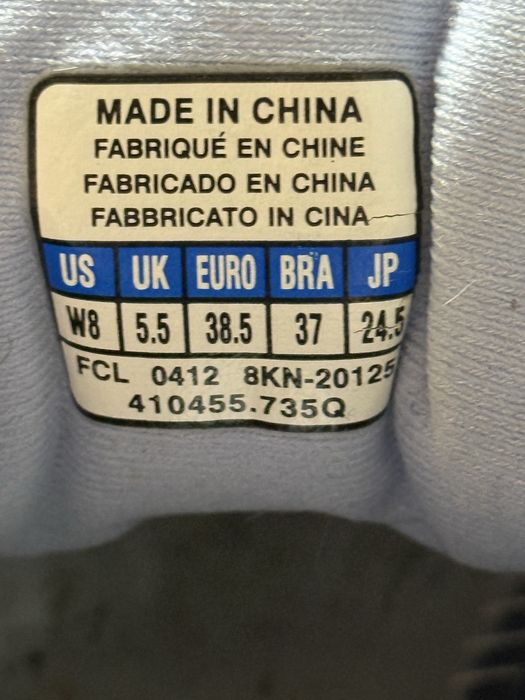 MADE IN CHINA
FABRIQUÉ EN CHINE
FABRICADO EN CHINA
FABBRICATO IN CINA
US UK EURO BRA JP
W8 5.5 38.5 37 24.5
FCL 0412 8KN-20125
410455.735Q